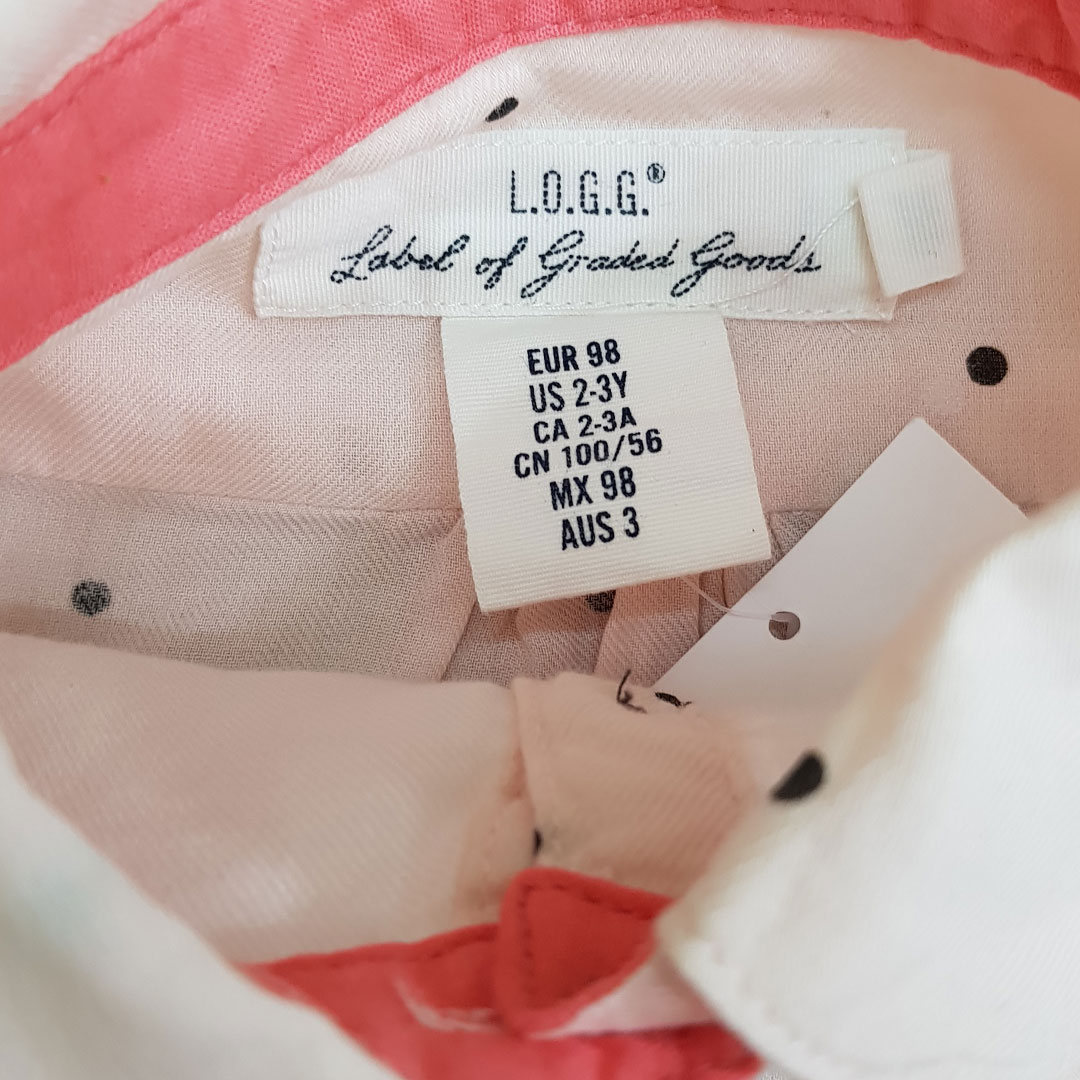 L.O.G.G.®
Label of Graded Goods
EUR 98
US 2-3Y
CA 2-3A
CN 100/56
MX 98
AUS 3